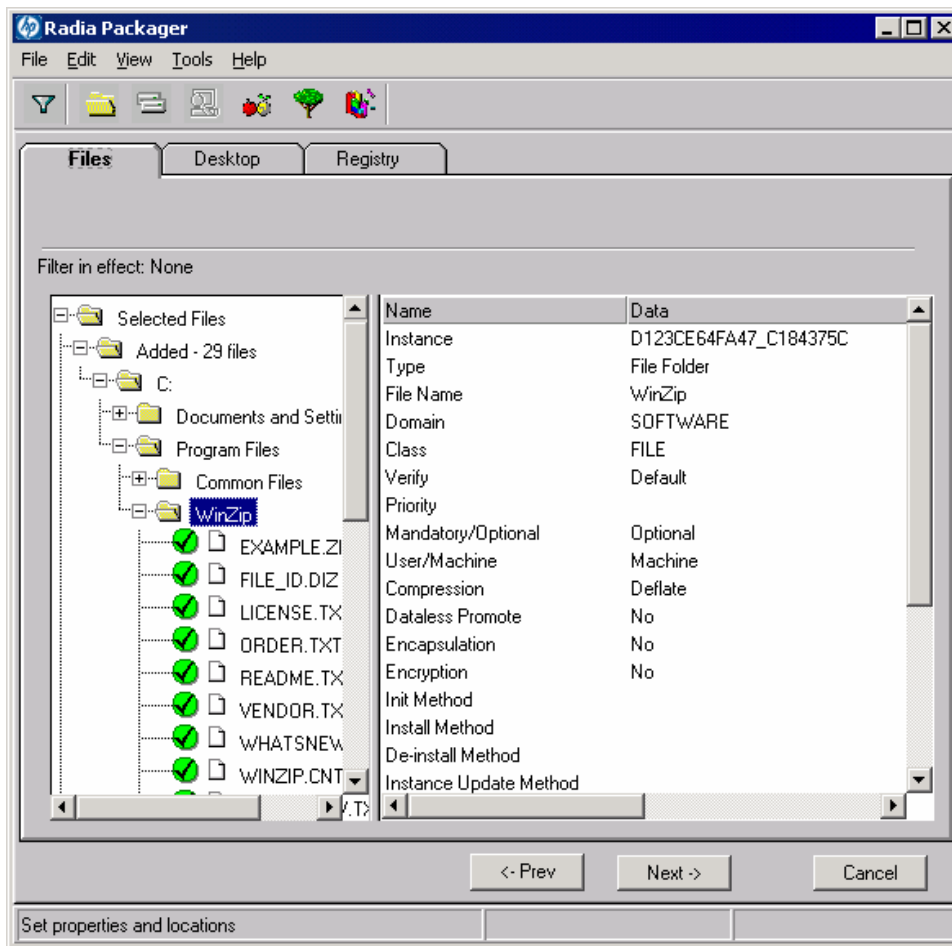 Radia Packager
File Edit View Tools Help
Files Desktop Registry
Filter in effect: None
Selected Files
Added - 29 files
C:
Documents and Settin
Program Files
Common Files
WinZip
EXAMPLE.ZI
FILE_ID.DIZ
LICENSE.TX
ORDER.TXT
README.TX
VENDOR.TX
WHATSNEW
WINZIP.CNT
Name Data
Instance D123CE64FA47_C184375C
Type File Folder
File Name WinZip
Domain SOFTWARE
Class FILE
Verify Default
Priority
Mandatory/Optional Optional
User/Machine Machine
Compression Deflate
Dataless Promote No
Encapsulation No
Encryption No
Init Method
Install Method
De-install Method
Instance Update Method
<- Prev Next -> Cancel
Set properties and locations